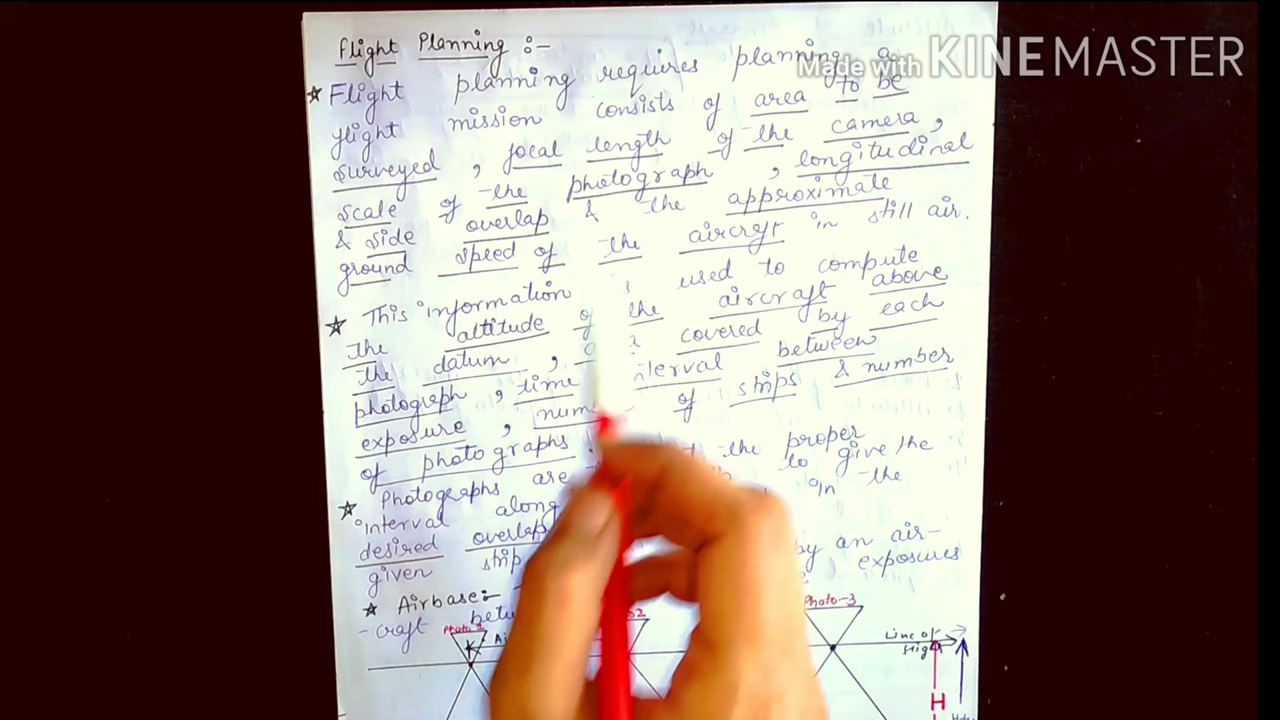 Flight Planning :-
Made with KINEMASTER
☆ Flight planning requires planning a
flight mission consists of area to be
surveyed, focal length of the camera,
scale of the photograph, longitudinal
& side overlap & the approximate
ground speed of the aircrft in still air.
☆ This information used to compute
the altitude of the aircraft above
the datum, covered by each
photograph, time interval between
exposure, of strips & number
of photographs.
☆ Photographs are the proper
interval along to give the
desired overlap in the
given strip
☆ Airbase:- by an air-
-craft exposures
Photo-3
Line of
H